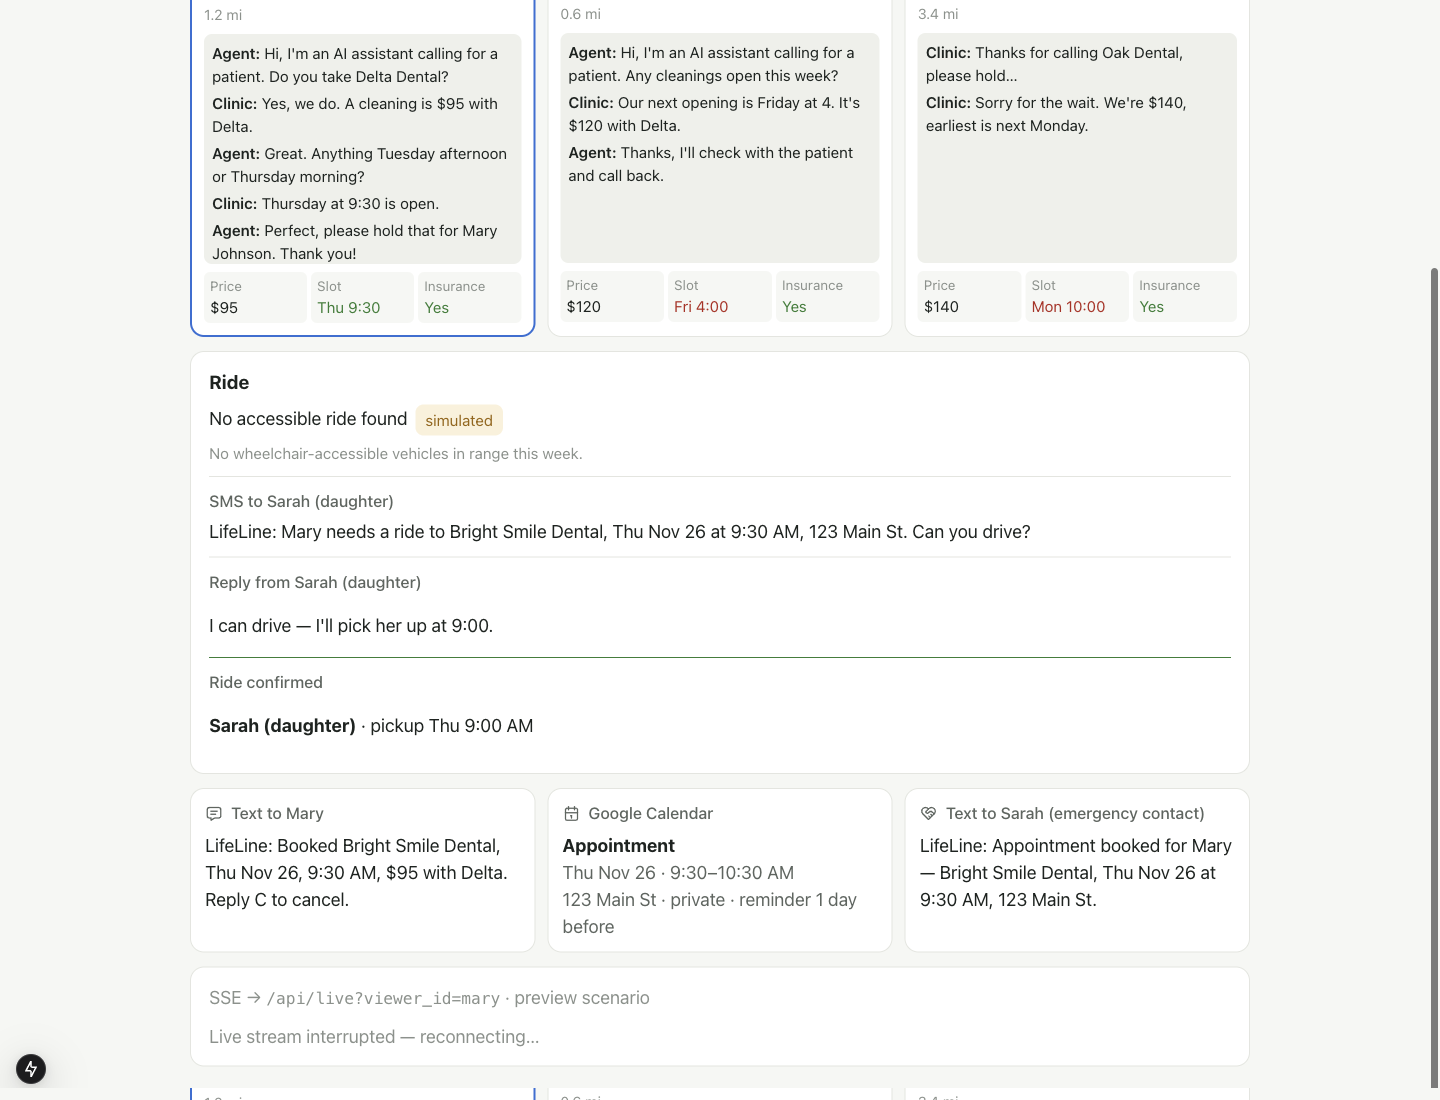 1.2 mi
Agent: Hi, I'm an AI assistant calling for a
patient. Do you take Delta Dental?
Clinic: Yes, we do. A cleaning is $95 with
Delta.
Agent: Great. Anything Tuesday afternoon
or Thursday morning?
Clinic: Thursday at 9:30 is open.
Agent: Perfect, please hold that for Mary
Johnson. Thank you!
Price
$95
Slot
Thu 9:30
Insurance
Yes
0.6 mi
Agent: Hi, I'm an AI assistant calling for a
patient. Any cleanings open this week?
Clinic: Our next opening is Friday at 4. It's
$120 with Delta.
Agent: Thanks, I'll check with the patient
and call back.
Price
$120
Slot
Fri 4:00
Insurance
Yes
3.4 mi
Clinic: Thanks for calling Oak Dental,
please hold...
Clinic: Sorry for the wait. We're $140,
earliest is next Monday.
Price
$140
Slot
Mon 10:00
Insurance
Yes
Ride
No accessible ride found simulated
No wheelchair-accessible vehicles in range this week.
SMS to Sarah (daughter)
LifeLine: Mary needs a ride to Bright Smile Dental, Thu Nov 26 at 9:30 AM, 123 Main St. Can you drive?
Reply from Sarah (daughter)
I can drive — I'll pick her up at 9:00.
Ride confirmed
Sarah (daughter) · pickup Thu 9:00 AM
Text to Mary
LifeLine: Booked Bright Smile Dental,
Thu Nov 26, 9:30 AM, $95 with Delta.
Reply C to cancel.
Google Calendar
Appointment
Thu Nov 26 · 9:30–10:30 AM
123 Main St · private · reminder 1 day
before
Text to Sarah (emergency contact)
LifeLine: Appointment booked for Mary
— Bright Smile Dental, Thu Nov 26 at
9:30 AM, 123 Main St.
SSE → /api/live?viewer_id=mary · preview scenario
Live stream interrupted — reconnecting...